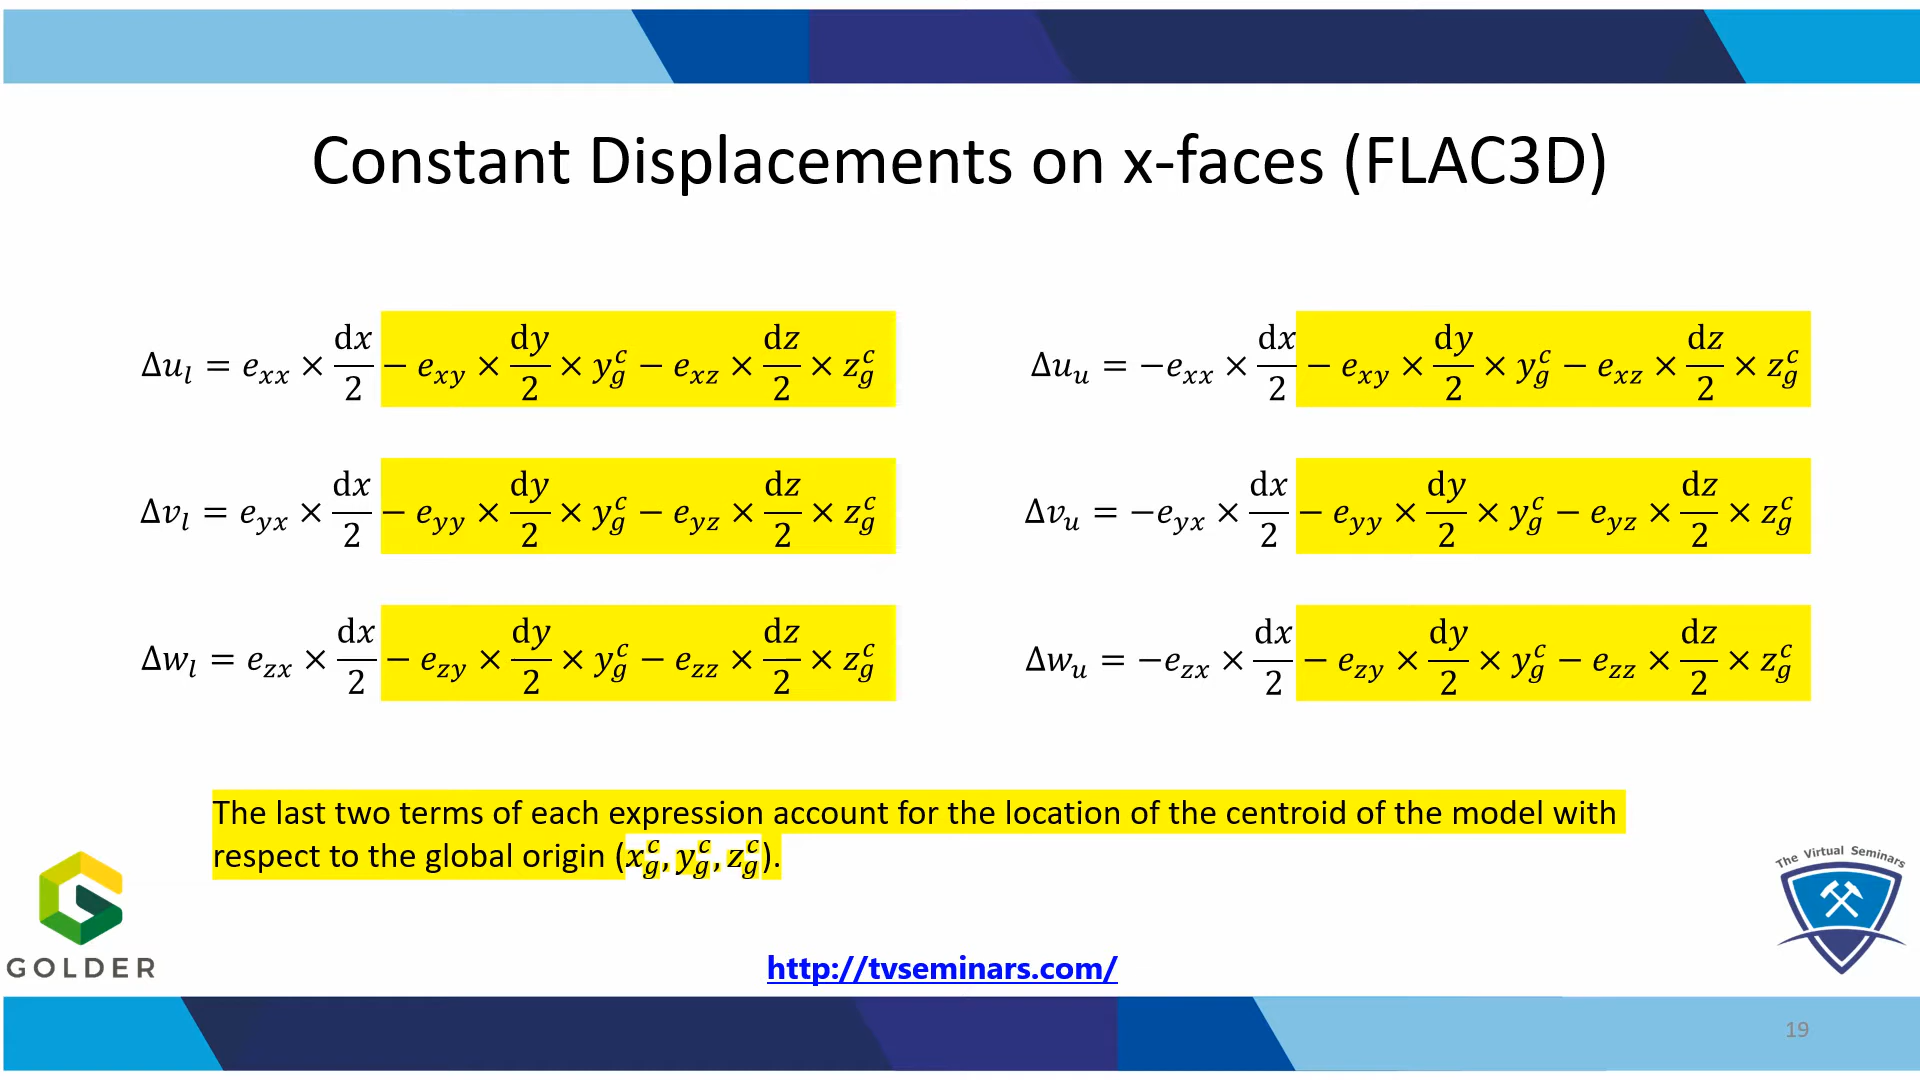 Constant Displacements on x-faces (FLAC3D)
Δu_l = e_xx × dx/2 − e_xy × dy/2 × y_g^c − e_xz × dz/2 × z_g^c
Δu_u = −e_xx × dx/2 − e_xy × dy/2 × y_g^c − e_xz × dz/2 × z_g^c
Δv_l = e_yx × dx/2 − e_yy × dy/2 × y_g^c − e_yz × dz/2 × z_g^c
Δv_u = −e_yx × dx/2 − e_yy × dy/2 × y_g^c − e_yz × dz/2 × z_g^c
Δw_l = e_zx × dx/2 − e_zy × dy/2 × y_g^c − e_zz × dz/2 × z_g^c
Δw_u = −e_zx × dx/2 − e_zy × dy/2 × y_g^c − e_zz × dz/2 × z_g^c
The last two terms of each expression account for the location of the centroid of the model with
respect to the global origin (x_g^c, y_g^c, z_g^c).
The Virtual Seminars
GOLDER
http://tvseminars.com/
19